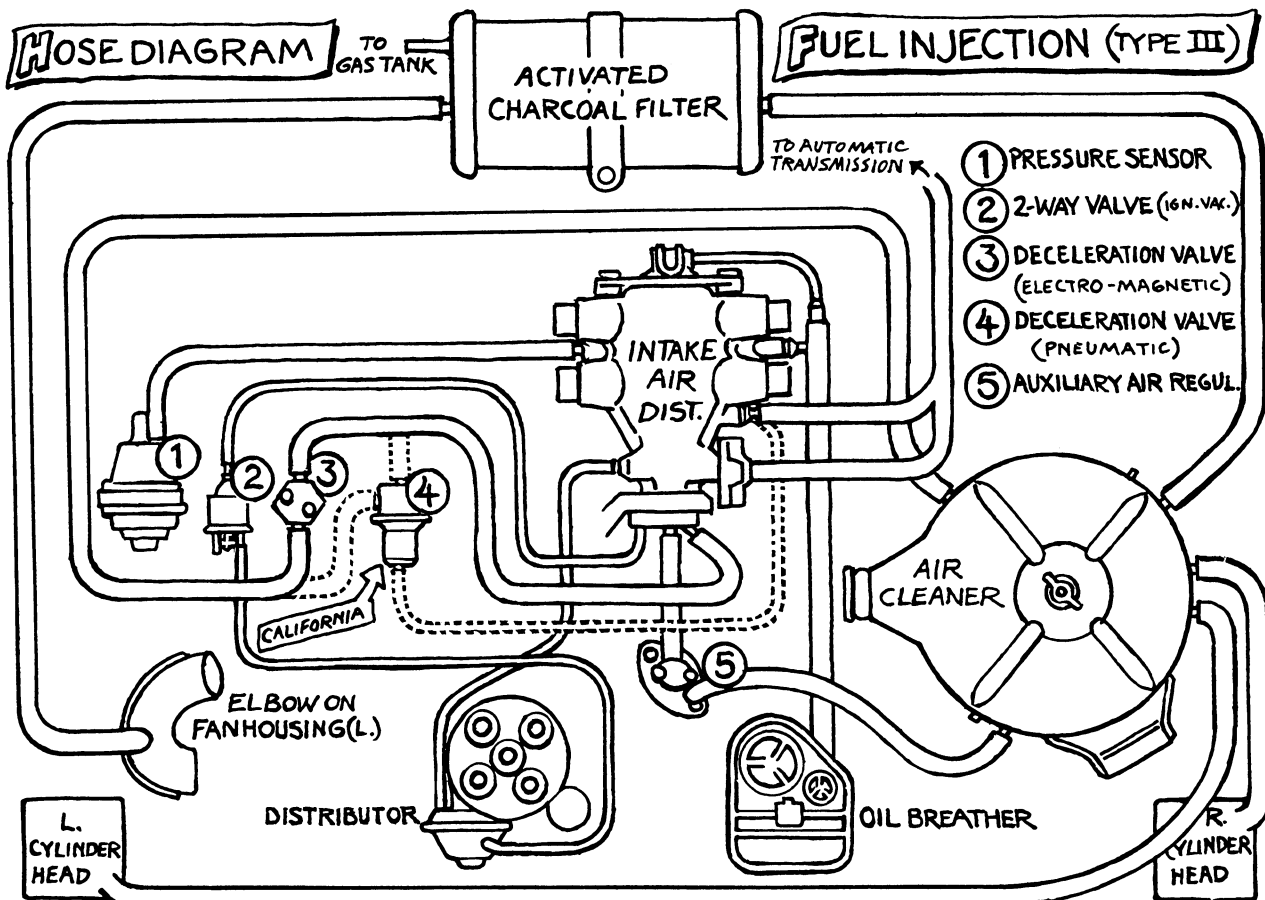 HOSE DIAGRAM
TO
GAS TANK
ACTIVATED
CHARCOAL FILTER
FUEL INJECTION (TYPE III)
TO AUTOMATIC
TRANSMISSION
1 PRESSURE SENSOR
2 2-WAY VALVE (IGN. VAC.)
3 DECELERATION VALVE
(ELECTRO-MAGNETIC)
4 DECELERATION VALVE
(PNEUMATIC)
5 AUXILIARY AIR REGUL.
INTAKE
AIR
DIST.
1
2
3
4
AIR
CLEANER
CALIFORNIA
5
ELBOW ON
FANHOUSING (L.)
DISTRIBUTOR
OIL BREATHER
L.
CYLINDER
HEAD
R.
CYLINDER
HEAD